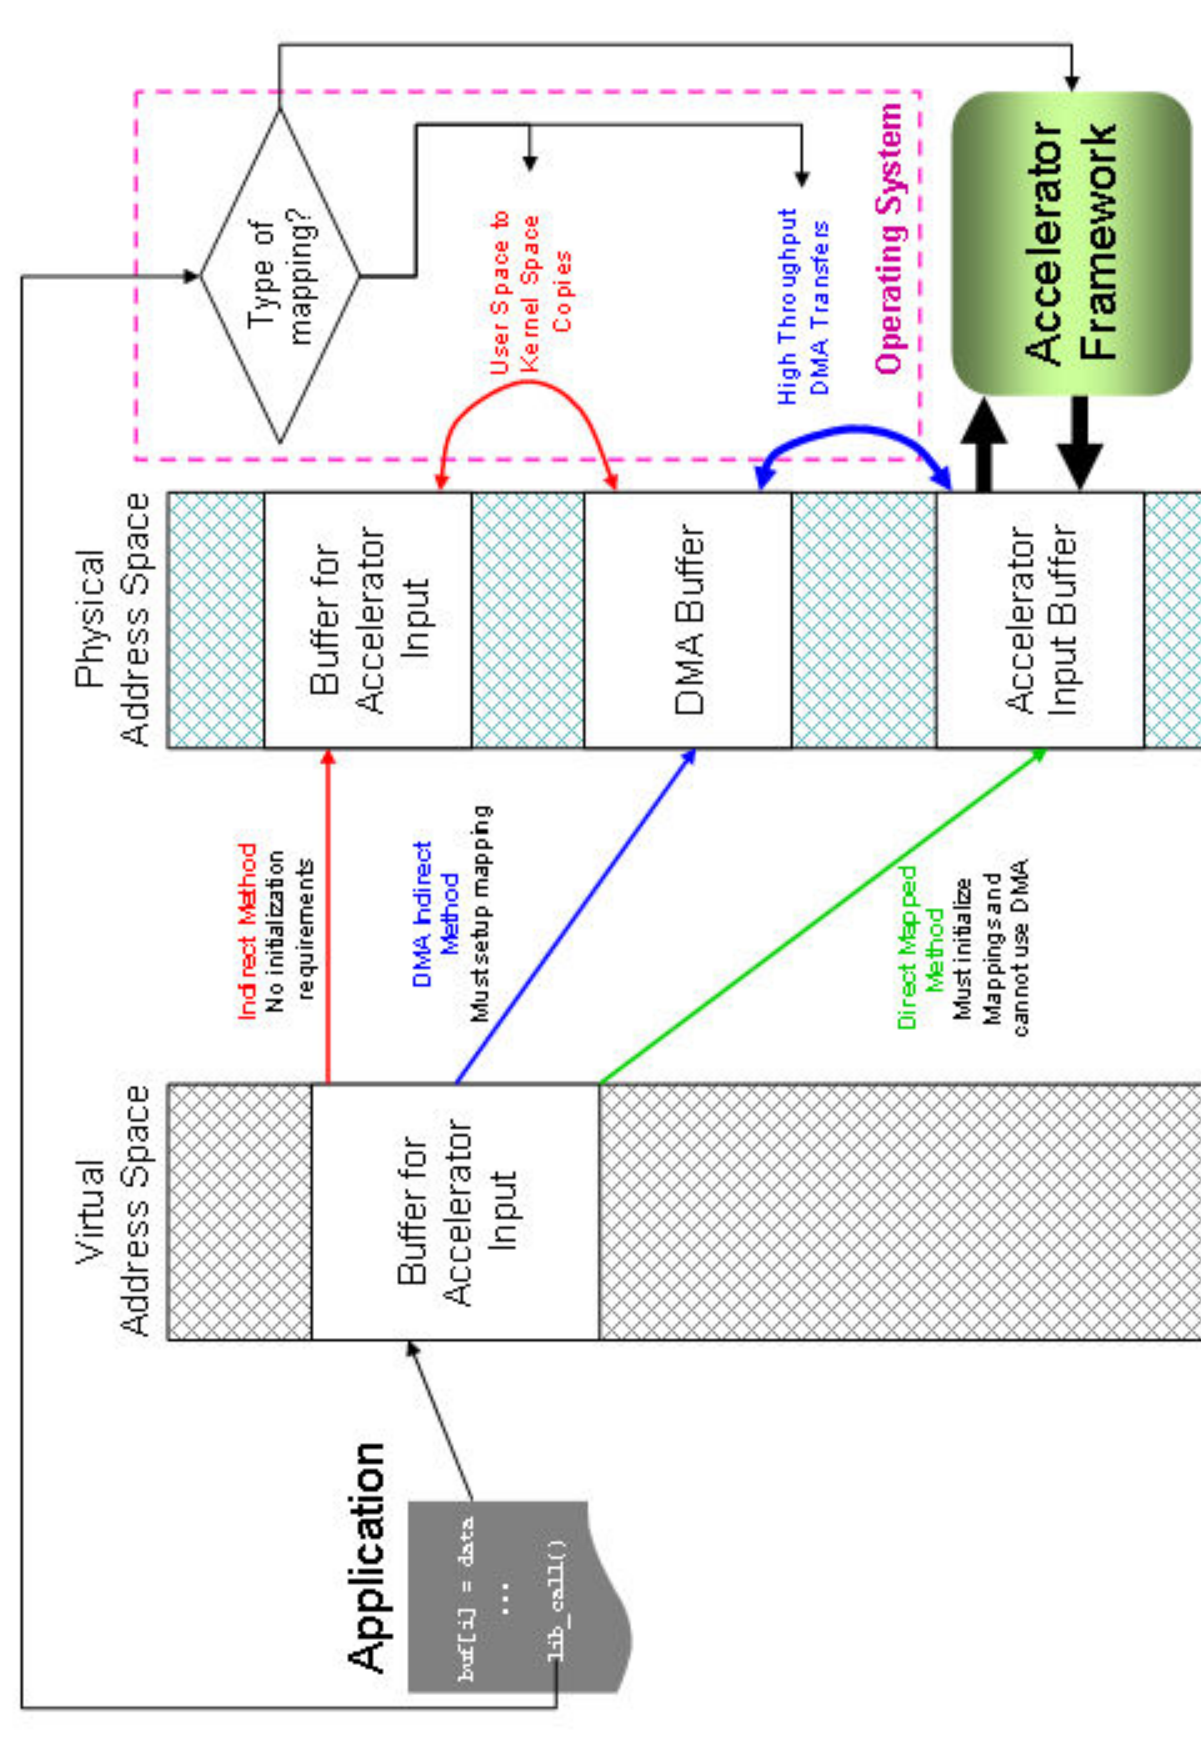 Application
buf[i] = data
...
lib_call()
Virtual
Address Space
Buffer for
Accelerator
Input
Indirect Method
No initialization
requirements
DMA Indirect
Method
Must setup mapping
Direct Mapped
Method
Must initialize
Mappings and
cannot use DMA
Physical
Address Space
Buffer for
Accelerator
Input
DMA Buffer
Accelerator
Input Buffer
Type of
mapping?
User Space to
Kernel Space
Copies
High Throughput
DMA Transfers
Operating System
Accelerator
Framework